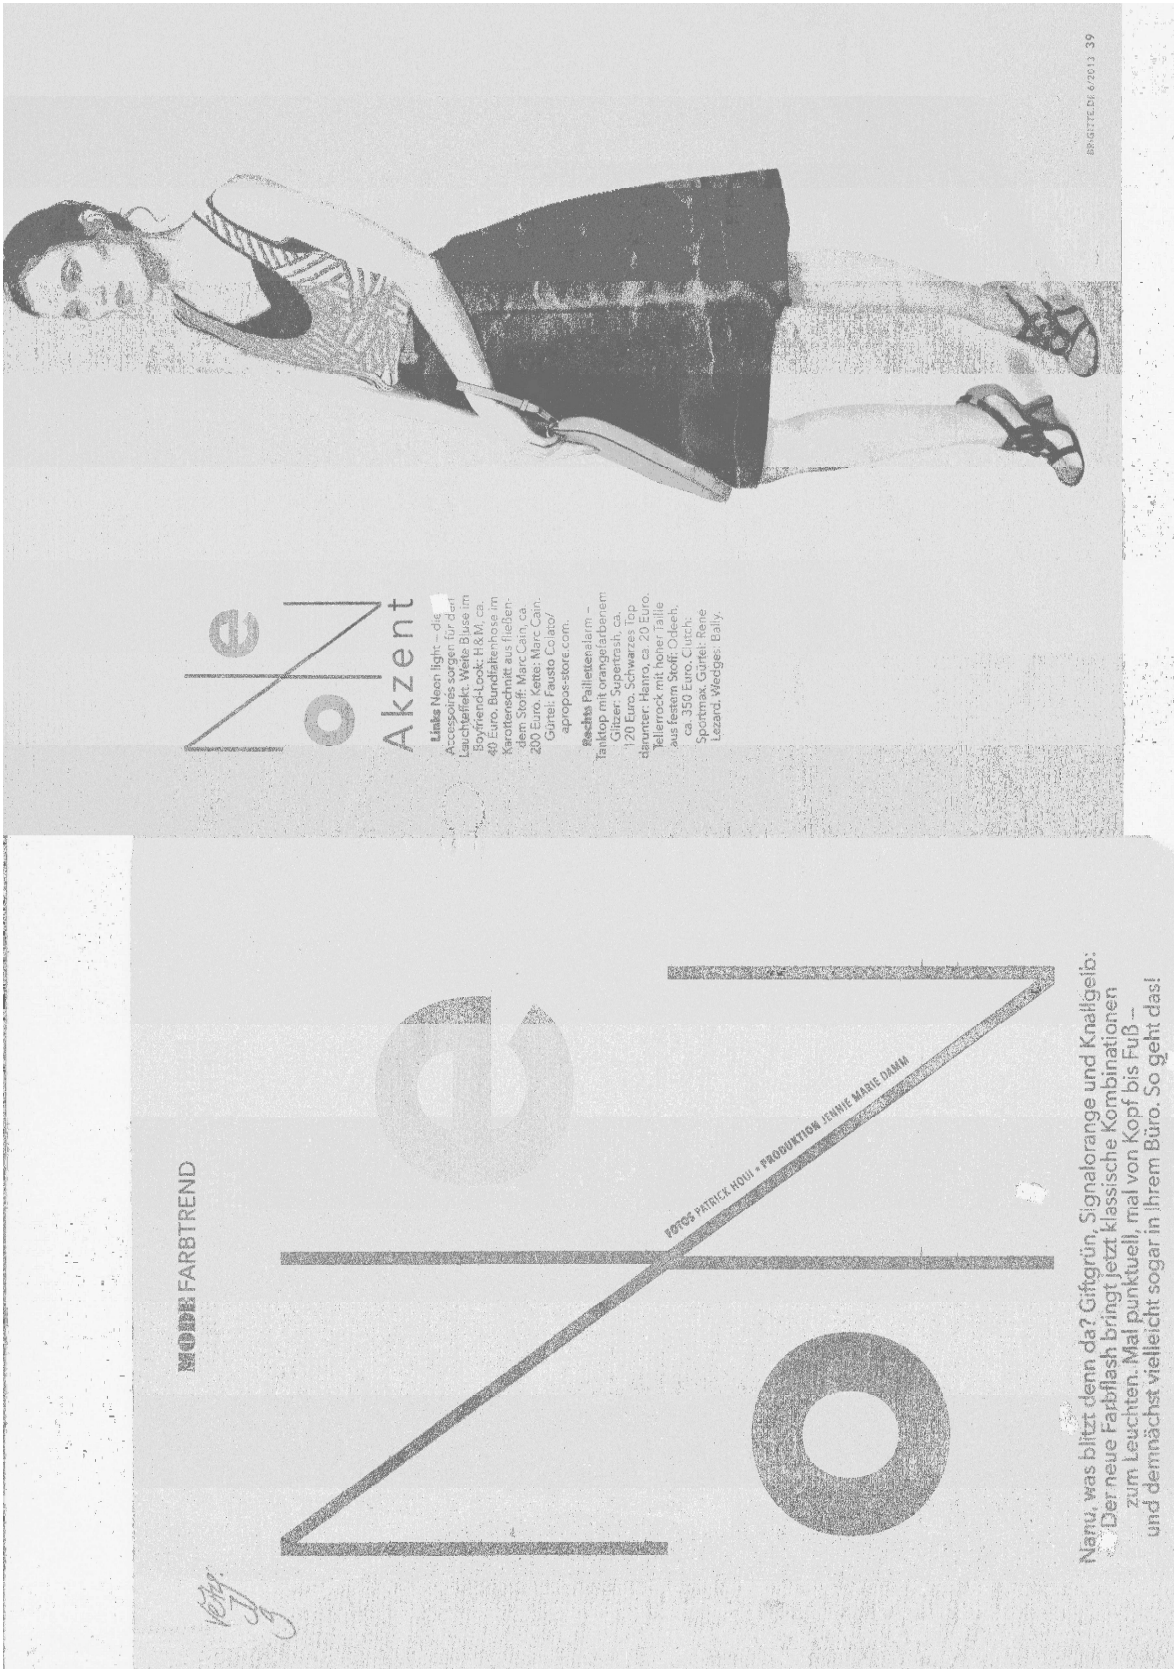 MODE FARBTREND
Neon
FOTOS PATRICK HOUI • PRODUKTION JENNIE MARIE DAMM
Nanu, was blitzt denn da? Giftgrün, Signalorange und Knallgelb:
Der neue Farbflash bringt jetzt klassische Kombinationen
zum Leuchten. Mal punktuell, mal von Kopf bis Fuß –
und demnächst vielleicht sogar in Ihrem Büro. So geht das!
Neon
Akzent
Links Neon light – die
Accessoires sorgen für den
Leuchteffekt. Weite Bluse im
Boyfriend-Look: H&M, ca.
40 Euro. Bundfaltenhose im
Karottenschnitt aus fließen-
dem Stoff: Marc Cain, ca.
200 Euro. Kette: Marc Cain.
Gürtel: Fausto Colato/
apropos-store.com.
Rechts Paillettenalarm –
Tanktop mit orangefarbenem
Glitzer: Supertrash, ca.
120 Euro. Schwarzes Top
darunter: Hanro, ca. 20 Euro.
Tellerrock mit hoher Taille
aus festem Stoff: Odeeh,
ca. 350 Euro. Clutch:
Sportmax. Gürtel: René
Lezard. Wedges: Bally.
BRIGITTE.DE 6/2013 39